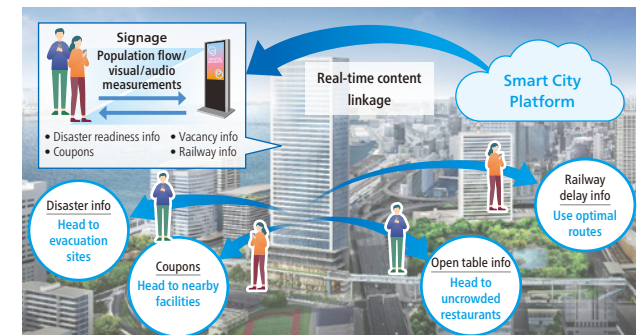 Signage
Population flow/
visual/audio
measurements
• Disaster readiness info
• Vacancy info
• Coupons
• Railway info
Real-time content
linkage
Smart City
Platform
Disaster info
Head to
evacuation
sites
Coupons
Head to nearby
facilities
Open table info
Head to
uncrowded
restaurants
Railway
delay info
Use optimal
routes